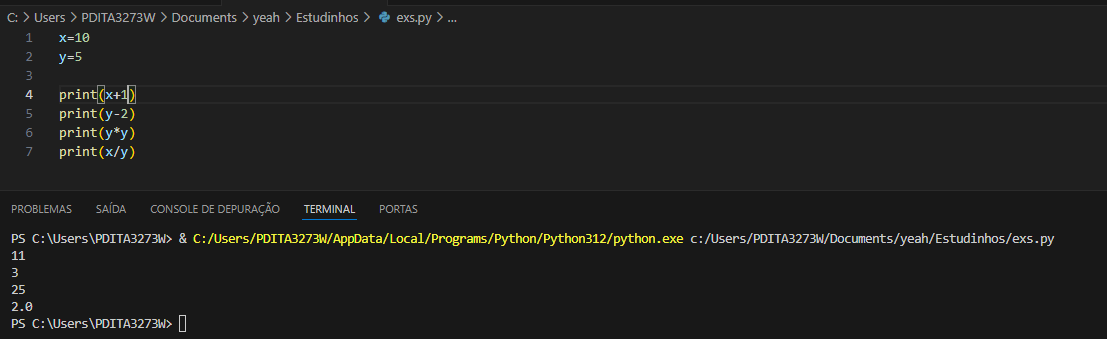 C: > Users > PDITA3273W > Documents > yeah > Estudinhos > exs.py > ...
1 x=10
2 y=5
3
4 print(x+1)
5 print(y-2)
6 print(y*y)
7 print(x/y)
PROBLEMAS SAÍDA CONSOLE DE DEPURAÇÃO TERMINAL PORTAS
PS C:\Users\PDITA3273W> & C:/Users/PDITA3273W/AppData/Local/Programs/Python/Python312/python.exe c:/Users/PDITA3273W/Documents/yeah/Estudinhos/exs.py
11
3
25
2.0
PS C:\Users\PDITA3273W>